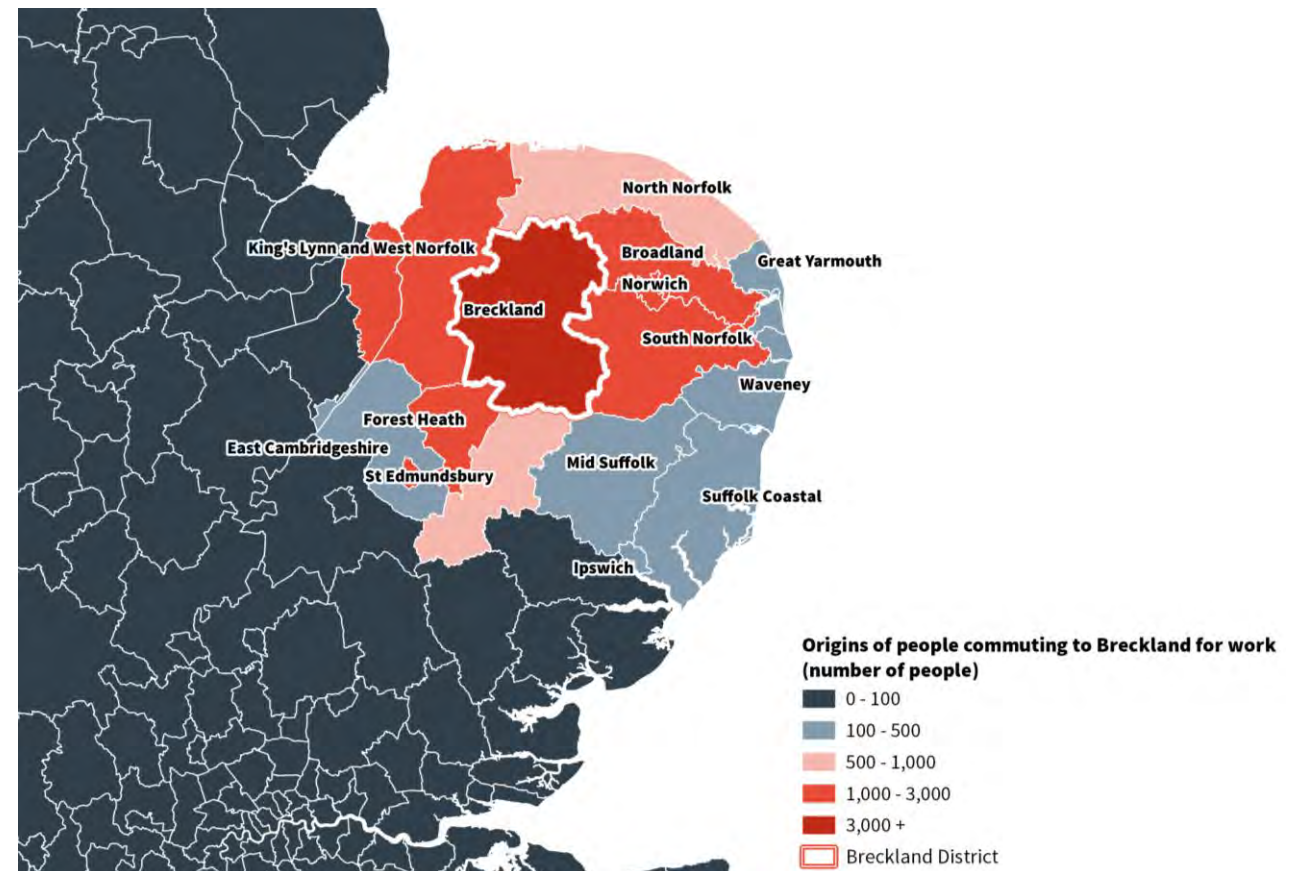 North Norfolk
King's Lynn and West Norfolk
Broadland
Great Yarmouth
Norwich
Breckland
South Norfolk
Waveney
Forest Heath
East Cambridgeshire
Mid Suffolk
St Edmundsbury
Suffolk Coastal
Ipswich
Origins of people commuting to Breckland for work
(number of people)
0 - 100
100 - 500
500 - 1,000
1,000 - 3,000
3,000 +
Breckland District